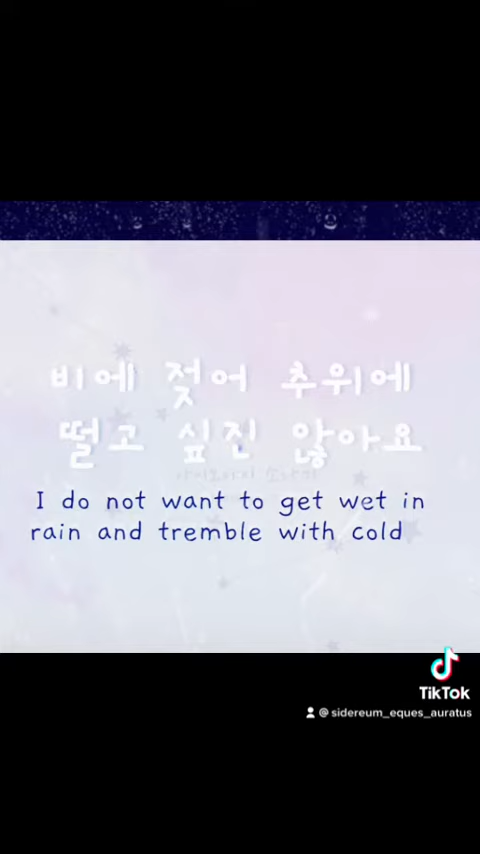 비에 젖어 추위에
떨고 싶진 않아요
I do not want to get wet in
rain and tremble with cold
TikTok
@ sidereum_eques_auratus